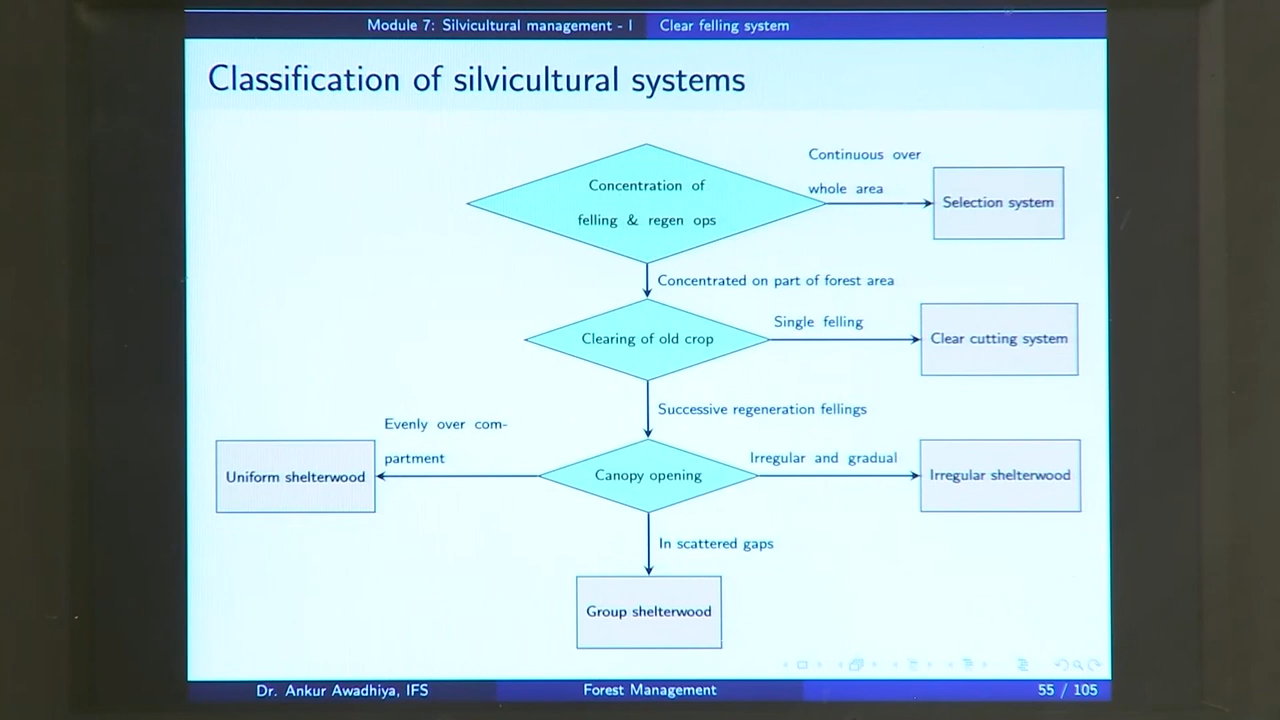 Module 7: Silvicultural management - I
Clear felling system
Classification of silvicultural systems
Concentration of
felling & regen ops
Continuous over
whole area
Selection system
Concentrated on part of forest area
Clearing of old crop
Single felling
Clear cutting system
Successive regeneration fellings
Evenly over com-
partment
Uniform shelterwood
Canopy opening
Irregular and gradual
Irregular shelterwood
In scattered gaps
Group shelterwood
Dr. Ankur Awadhiya, IFS
Forest Management
55 / 105